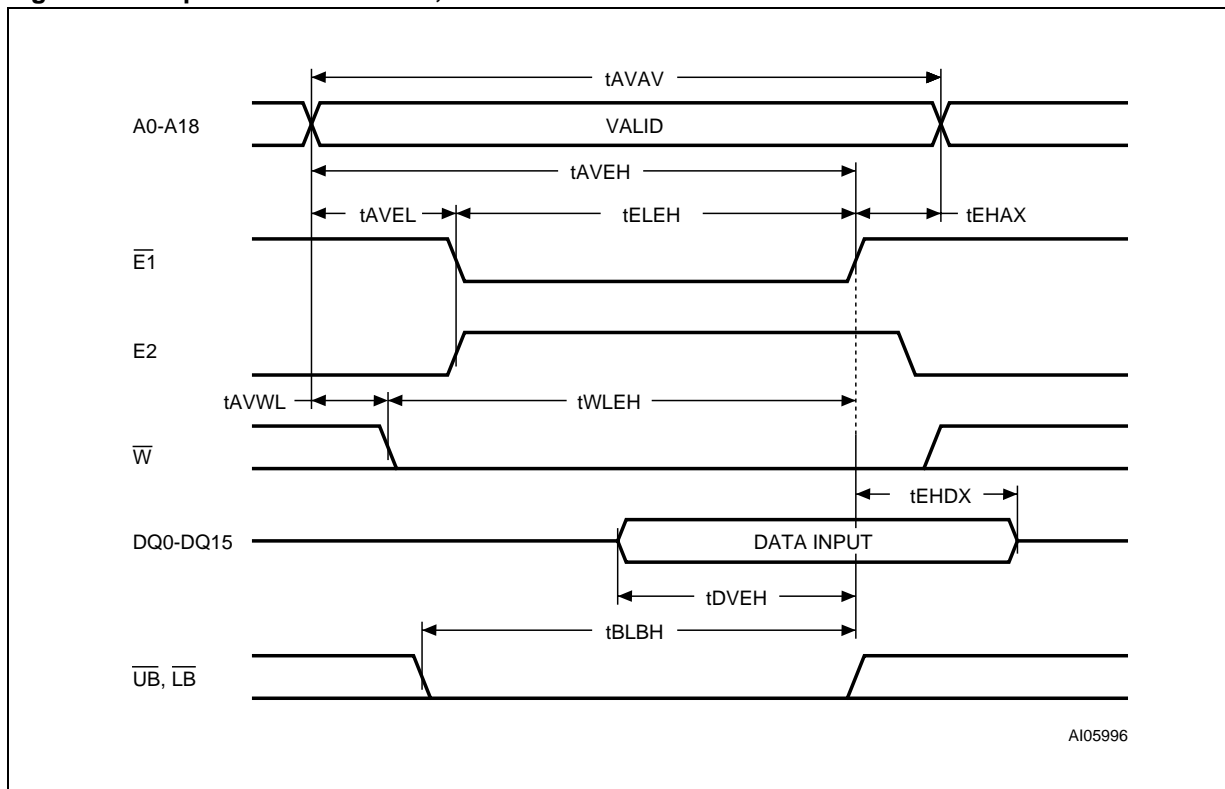 tAVAV
A0-A18
VALID
tAVEH
tAVEL
tELEH
tEHAX
E1
E2
tAVWL
tWLEH
W
tEHDX
DQ0-DQ15
DATA INPUT
tDVEH
tBLBH
UB, LB
AI05996